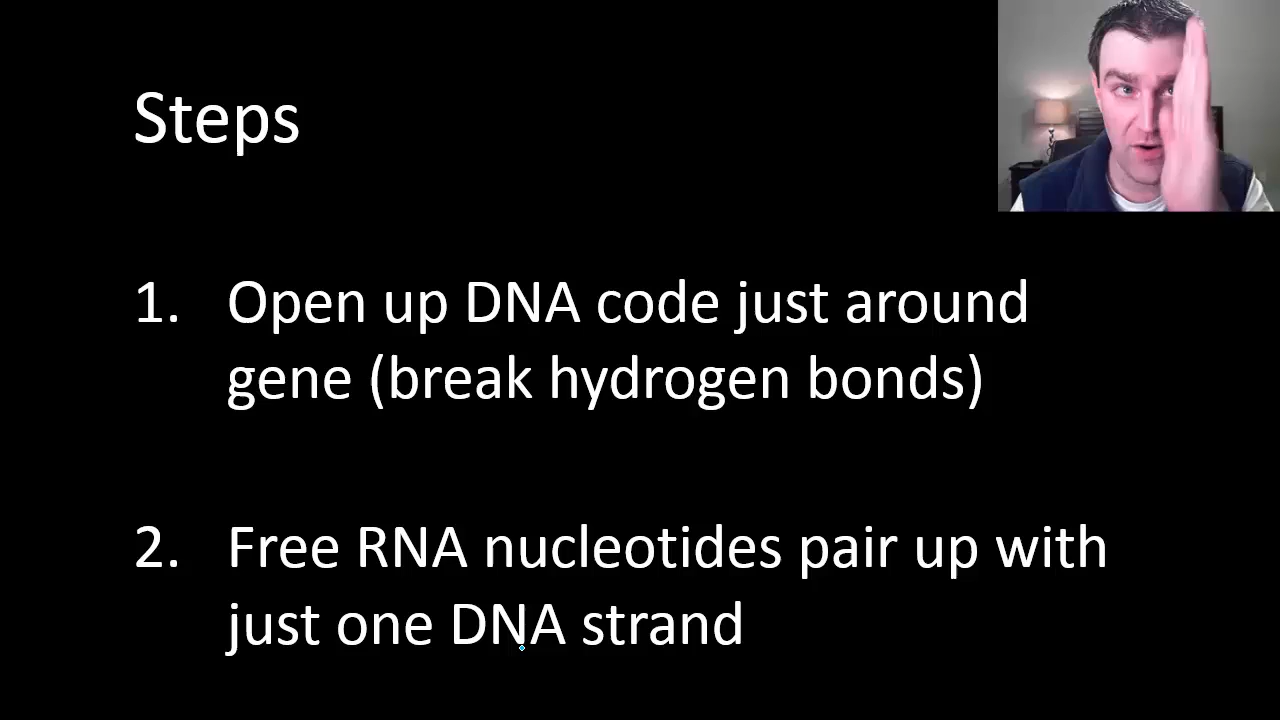 Steps
1. Open up DNA code just around
gene (break hydrogen bonds)
2. Free RNA nucleotides pair up with
just one DNA strand